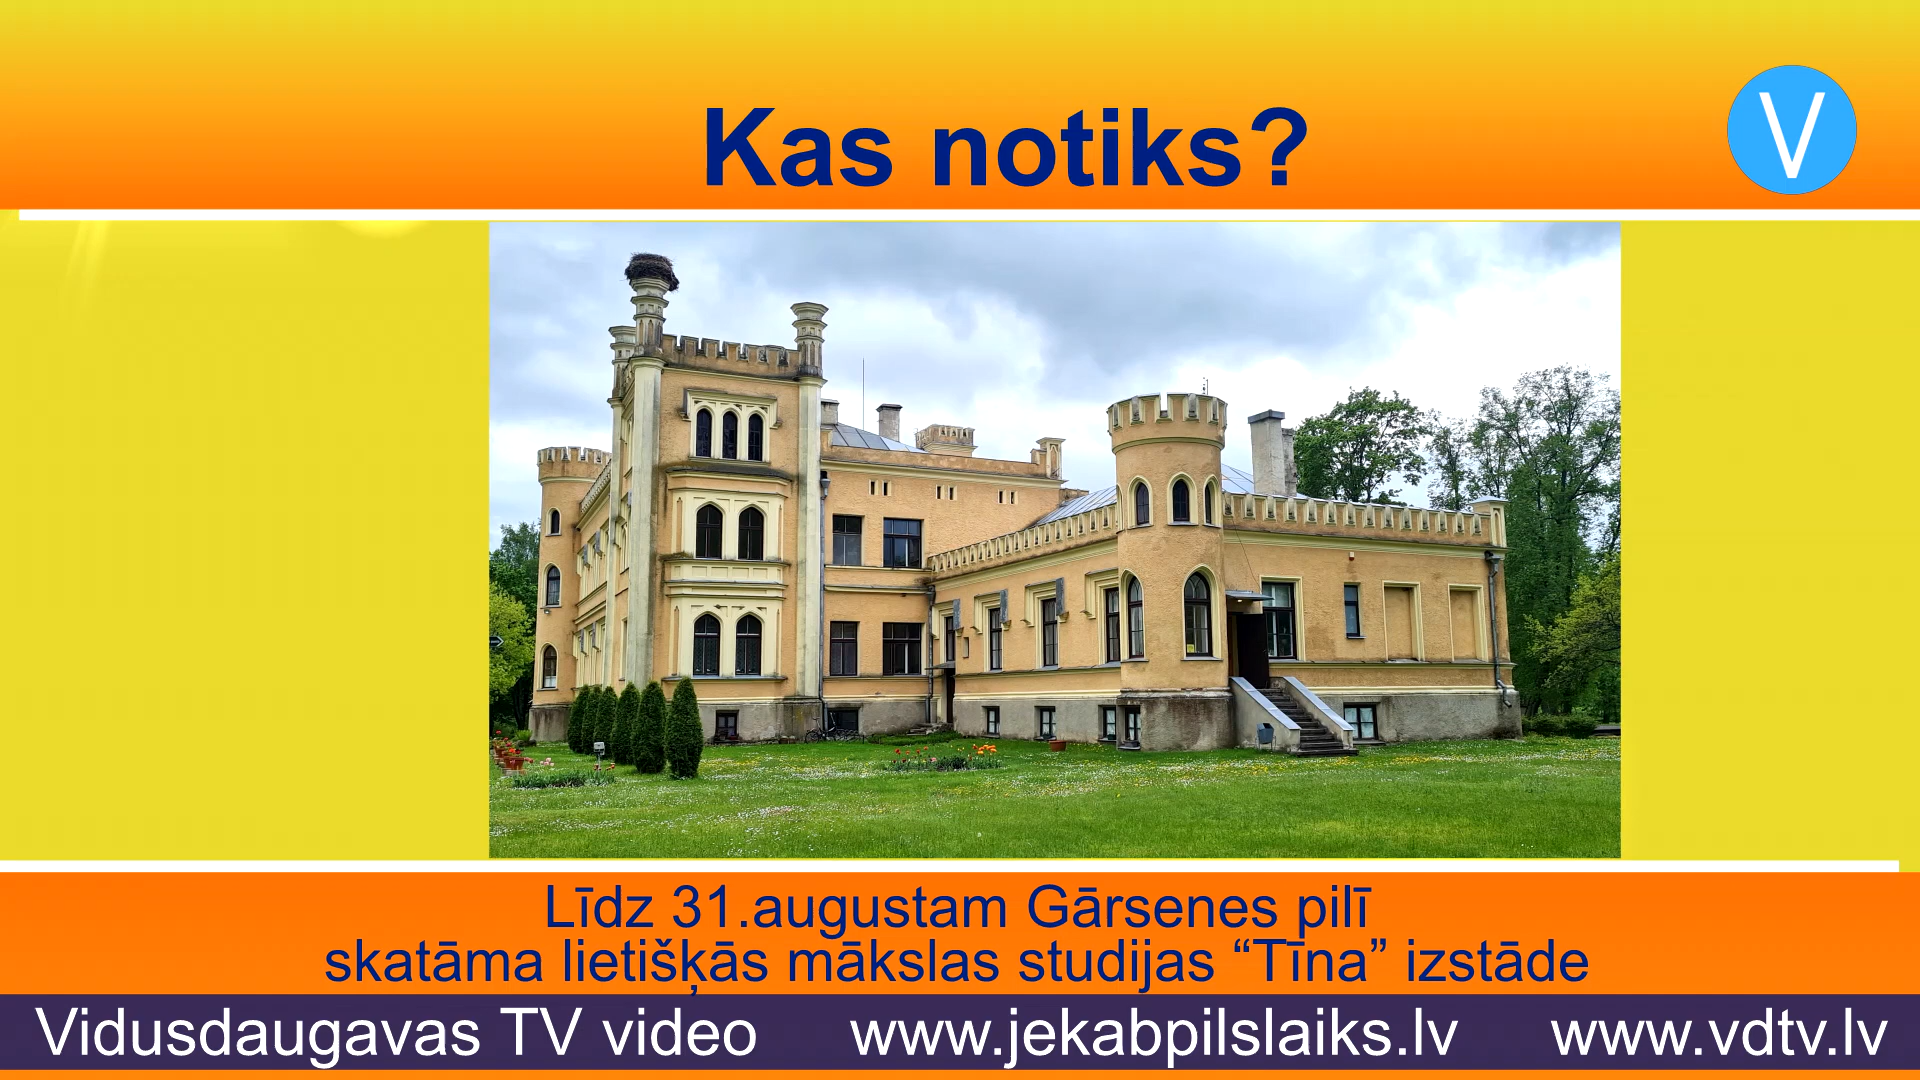 Kas notiks?
V
Līdz 31.augustam Gārsenes pilī
skatāma lietišķās mākslas studijas “Tīna” izstāde
Vidusdaugavas TV video www.jekabpilslaiks.lv www.vdtv.lv